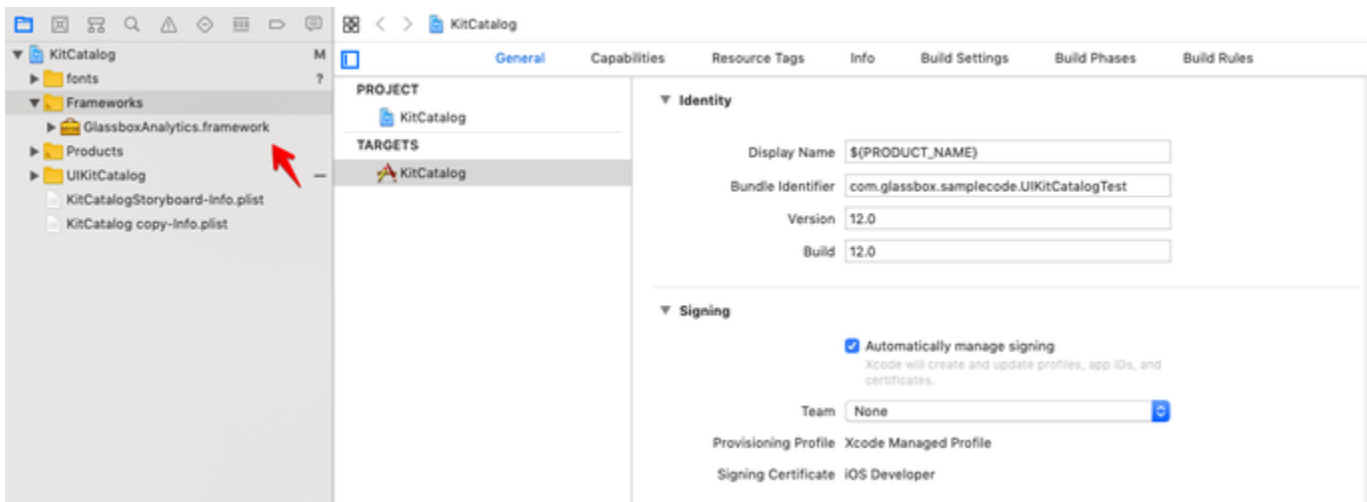 KitCatalog
KitCatalog M
fonts ?
Frameworks
GlassboxAnalytics.framework
Products
UIKitCatalog
KitCatalogStoryboard-Info.plist
KitCatalog copy-Info.plist
General Capabilities Resource Tags Info Build Settings Build Phases Build Rules
PROJECT
KitCatalog
TARGETS
KitCatalog
Identity
Display Name ${PRODUCT_NAME}
Bundle Identifier com.glassbox.samplecode.UIKitCatalogTest
Version 12.0
Build 12.0
Signing
Automatically manage signing
Xcode will create and update profiles, app IDs, and
certificates.
Team None
Provisioning Profile Xcode Managed Profile
Signing Certificate iOS Developer